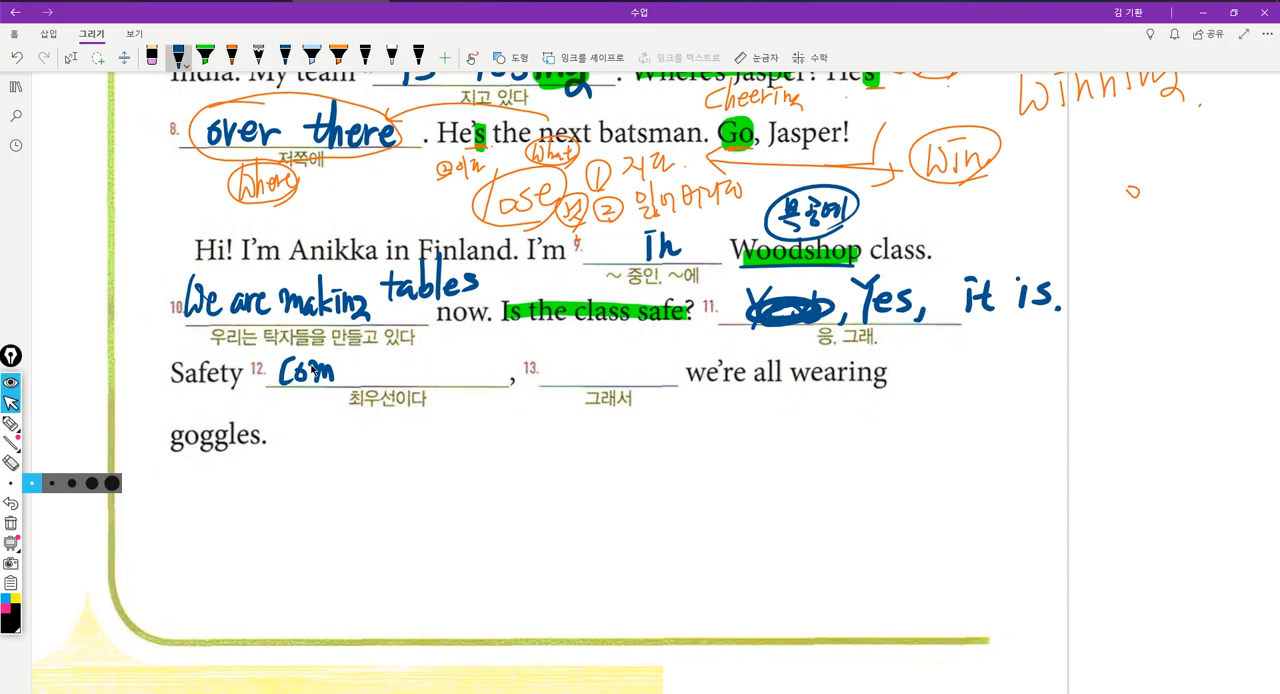 수업
김 기환
홈 삽입 그리기 보기
공유
도형 잉크를 셰이프로 잉크를 텍스트로 눈금자 수학
India. My team is ing. Where's Jasper? He's
지고 있다
Cheering
winning.
8. over there. He's the next batsman. Go, Jasper!
저쪽에
Where
②이다
What
lose
① 지다.
② 잃어버리다
win
목공에
Hi! I'm Anikka in Finland. I'm 9. in Woodshop class.
~ 중인, ~에
10. We are making tables now. Is the class safe? 11. , Yes, it is.
우리는 탁자들을 만들고 있다
응, 그래.
Safety 12. com , 13. we're all wearing
최우선이다
그래서
goggles.